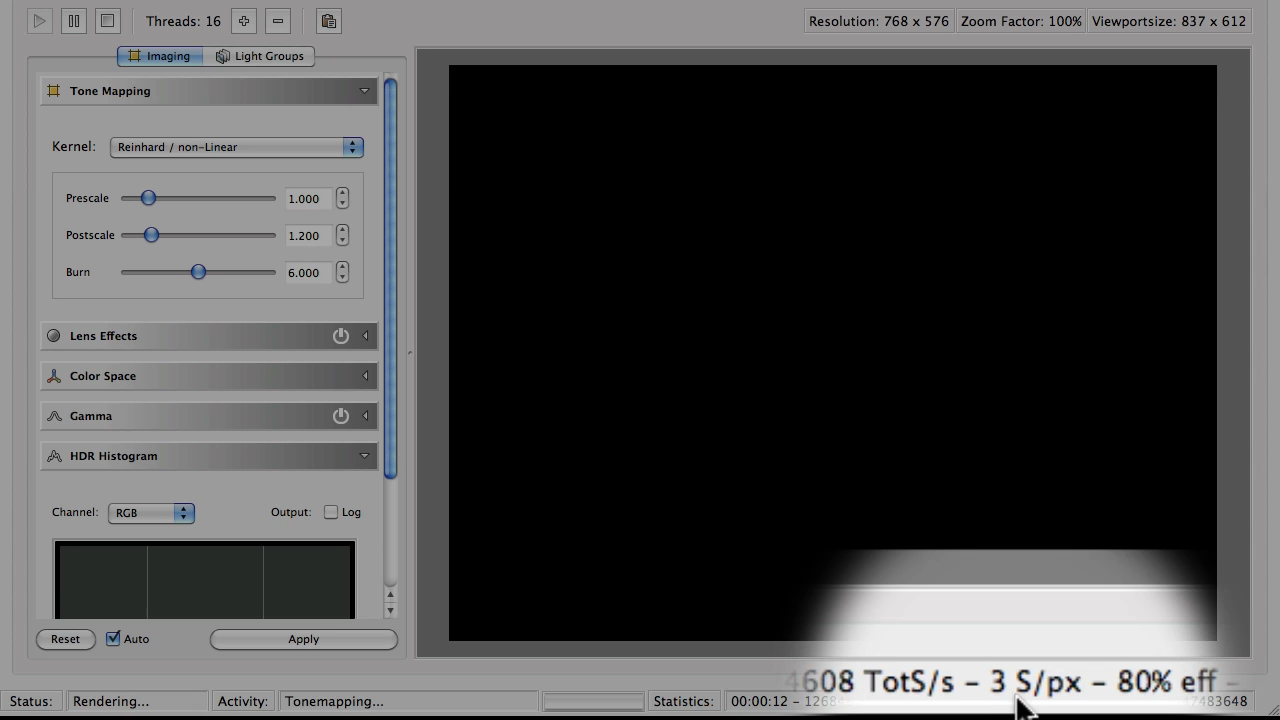 Threads: 16
Resolution: 768 x 576 Zoom Factor: 100% Viewportsize: 837 x 612
Imaging Light Groups
Tone Mapping
Kernel: Reinhard / non-Linear
Prescale 1.000
Postscale 1.200
Burn 6.000
Lens Effects
Color Space
Gamma
HDR Histogram
Channel: RGB Output: Log
Reset Auto Apply
4608 TotS/s - 3 S/px - 80% eff -
Status: Rendering... Activity: Tonemapping... Statistics: 00:00:12 - 1268 7483648